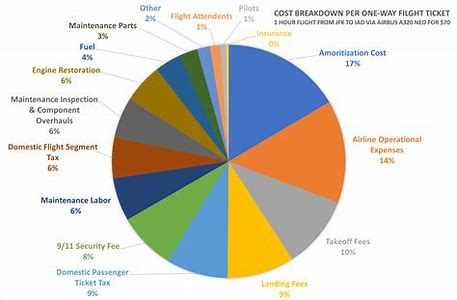 COST BREAKDOWN PER ONE-WAY FILGHT TICKET
1 HOUR FLIGHT FROM JFK TO IAD VIA AIRBUS A320 NEO FOR $70
Amoritization Cost
17%
Airline Operational
Expenses
14%
Takeoff Fees
10%
Landing Fees
9%
Domestic Passenger
Ticket Tax
9%
9/11 Security Fee
8%
Maintenance Labor
6%
Domestic Flight Segment
Tax
6%
Maintenance Inspection
& Component
Overhauls
6%
Engine Restoration
6%
Fuel
4%
Maintenance Parts
3%
Other
2%
Flight Attendents
1%
Pilots
1%
Insurance
0%